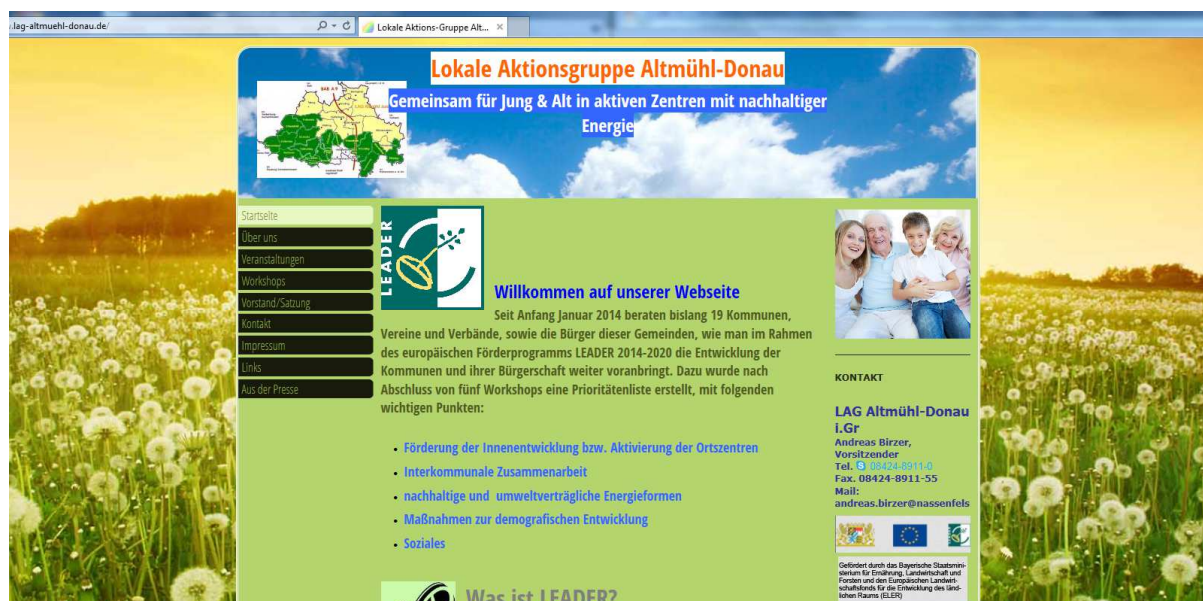 .lag-altmuehl-donau.de/
Lokale Aktions-Gruppe Alt...
Lokale Aktionsgruppe Altmühl-Donau
Gemeinsam für Jung & Alt in aktiven Zentren mit nachhaltiger
Energie
Startseite
Über uns
Veranstaltungen
Workshops
Vorstand/Satzung
Kontakt
Impressum
Links
Aus der Presse
LEADER
Willkommen auf unserer Webseite
Seit Anfang Januar 2014 beraten bislang 19 Kommunen,
Vereine und Verbände, sowie die Bürger dieser Gemeinden, wie man im Rahmen
des europäischen Förderprogramms LEADER 2014-2020 die Entwicklung der
Kommunen und ihrer Bürgerschaft weiter voranbringt. Dazu wurde nach
Abschluss von fünf Workshops eine Prioritätenliste erstellt, mit folgenden
wichtigen Punkten:
• Förderung der Innenentwicklung bzw. Aktivierung der Ortszentren
• Interkommunale Zusammenarbeit
• nachhaltige und umweltverträgliche Energieformen
• Maßnahmen zur demografischen Entwicklung
• Soziales
Was ist LEADER?
KONTAKT
LAG Altmühl-Donau
i.Gr
Andreas Birzer,
Vorsitzender
Tel. 08424-8911-0
Fax. 08424-8911-55
Mail:
andreas.birzer@nassenfels
Gefördert durch das Bayerische Staatsmini-
sterium für Ernährung, Landwirtschaft und
Forsten und den Europäischen Landwirt-
schaftsfonds für die Entwicklung des länd-
lichen Raums (ELER)